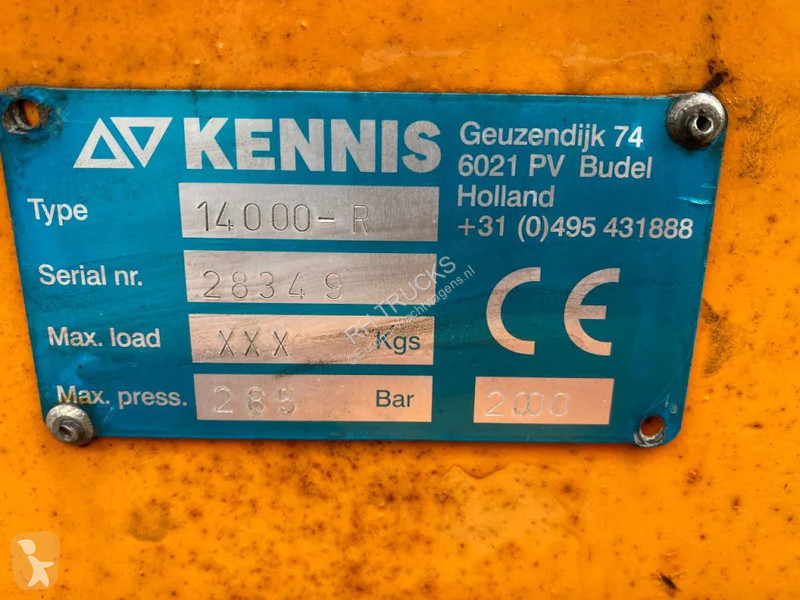 KENNIS
Geuzendijk 74
6021 PV Budel
Holland
+31 (0)495 431888
Type 14000-R
Serial nr. 28349
Max. load XXX Kgs
Max. press. 285 Bar
2000
CE